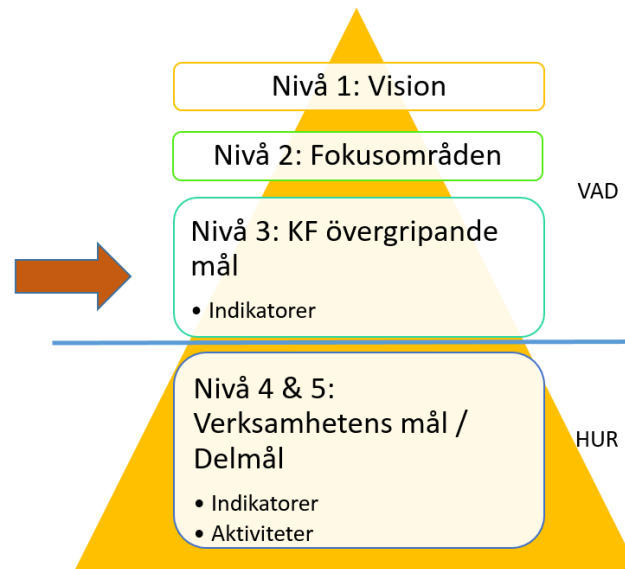 Nivå 1: Vision
Nivå 2: Fokusområden
VAD
Nivå 3: KF övergripande
mål
• Indikatorer
Nivå 4 & 5:
Verksamhetens mål /
Delmål
HUR
• Indikatorer
• Aktiviteter